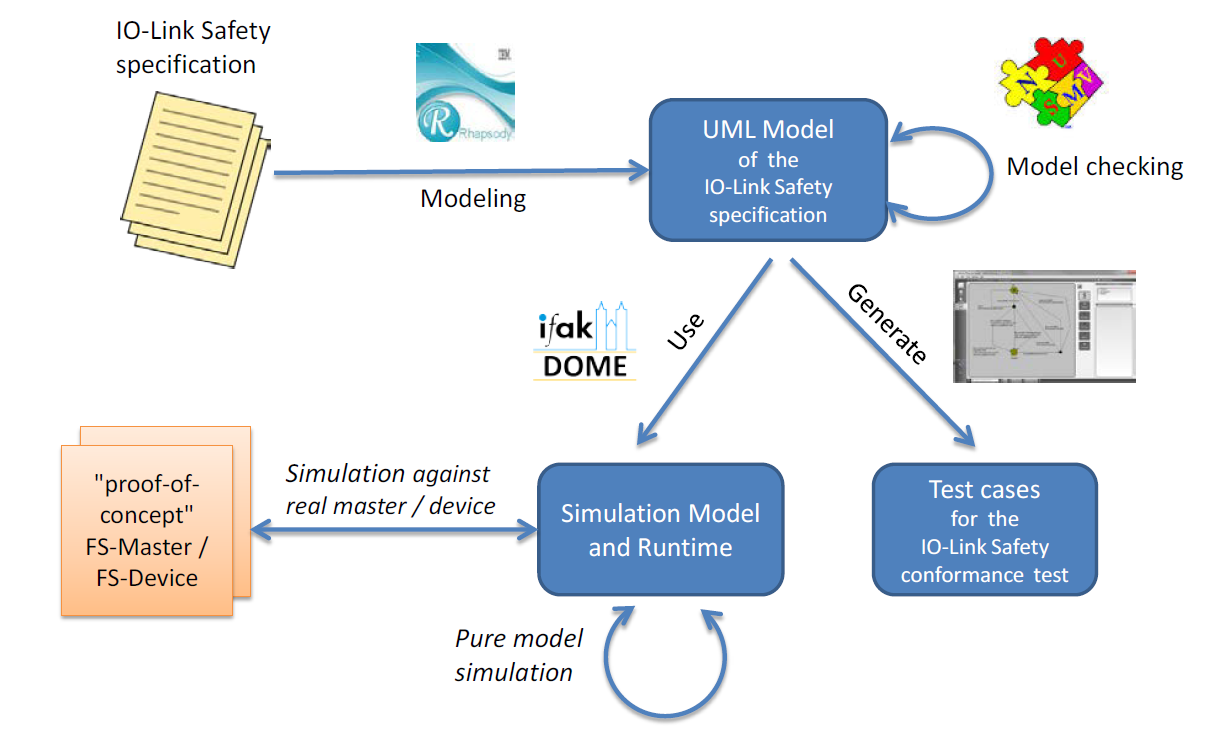 IO-Link Safety
specification
IBM
Rhapsody
Modeling
UML Model
of the
IO-Link Safety
specification
N U
S M V
Model checking
ifak
DOME
Use
Generate
"proof-of-
concept"
FS-Master /
FS-Device
Simulation against
real master / device
Simulation Model
and Runtime
Test cases
for the
IO-Link Safety
conformance test
Pure model
simulation